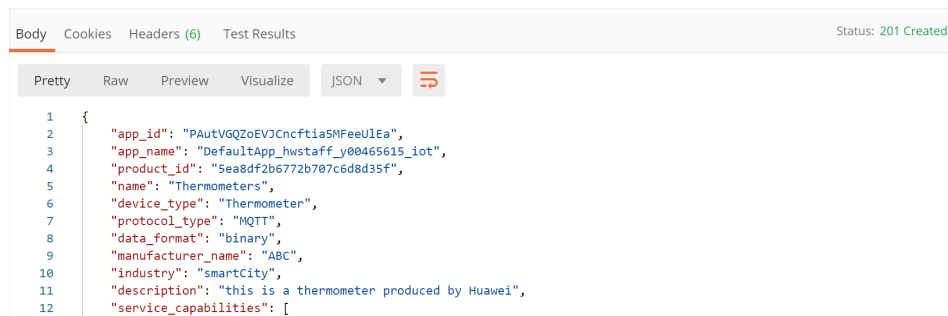 Body Cookies Headers (6) Test Results Status: 201 Created
Pretty Raw Preview Visualize JSON
1 {
2 "app_id": "PAutVGQZoEVJCncftia5MFeeUlEa",
3 "app_name": "DefaultApp_hwstaff_y00465615_iot",
4 "product_id": "5ea8df2b6772b707c6d8d35f",
5 "name": "Thermometers",
6 "device_type": "Thermometer",
7 "protocol_type": "MQTT",
8 "data_format": "binary",
9 "manufacturer_name": "ABC",
10 "industry": "smartCity",
11 "description": "this is a thermometer produced by Huawei",
12 "service_capabilities": [